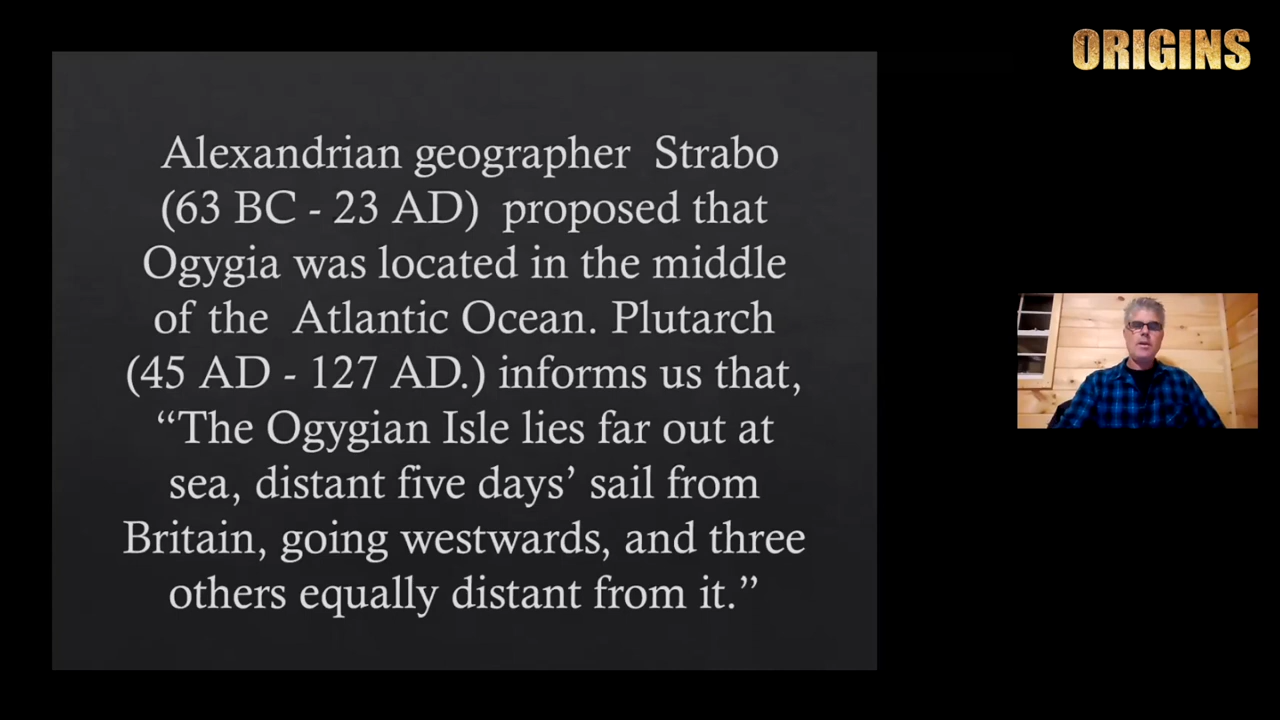 ORIGINS
Alexandrian geographer Strabo
(63 BC - 23 AD) proposed that
Ogygia was located in the middle
of the Atlantic Ocean. Plutarch
(45 AD - 127 AD.) informs us that,
“The Ogygian Isle lies far out at
sea, distant five days’ sail from
Britain, going westwards, and three
others equally distant from it.”